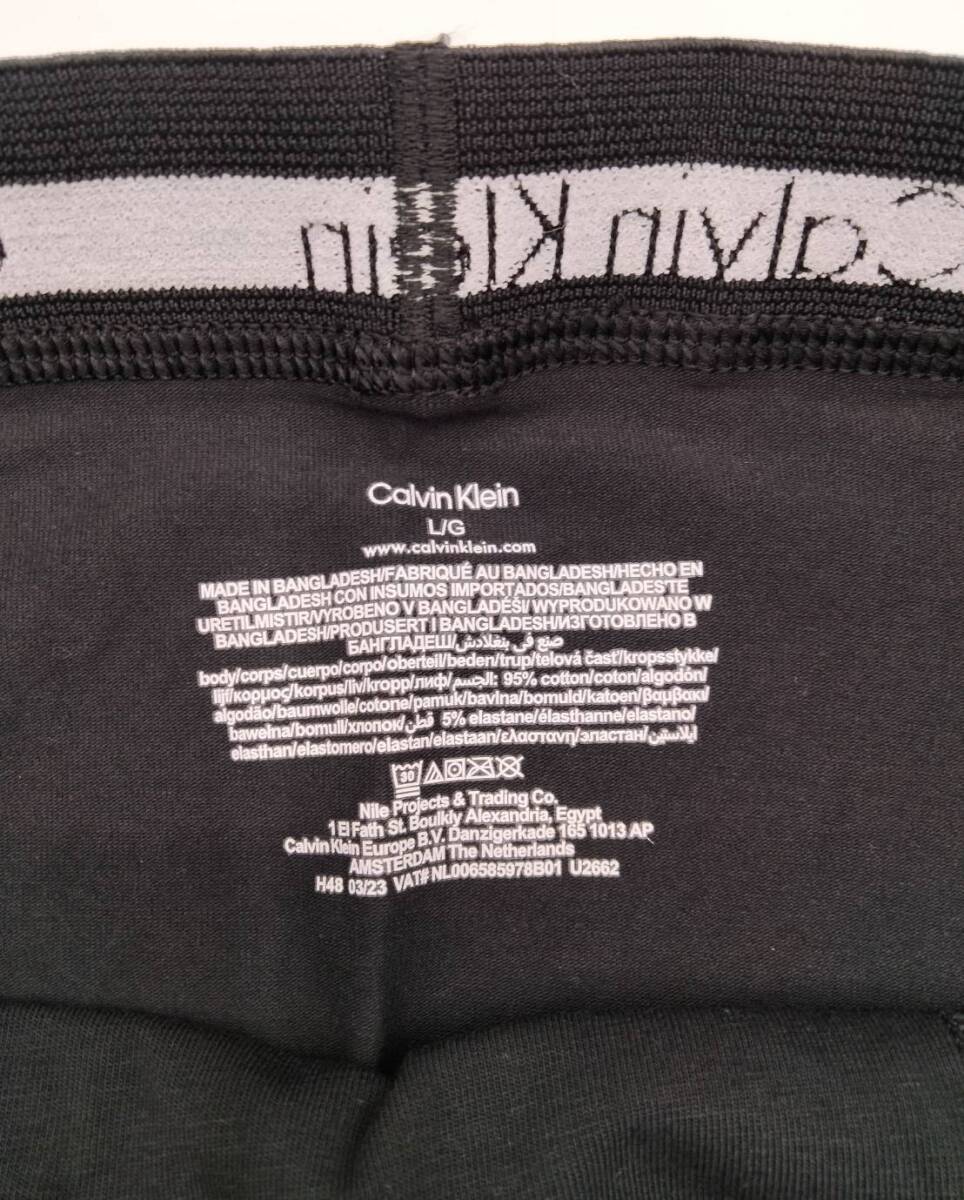 Calvin Klein
Calvin Klein
L/G
www.calvinklein.com
MADE IN BANGLADESH/FABRIQUÉ AU BANGLADESH/HECHO EN
BANGLADESH CON INSUMOS IMPORTADOS/BANGLADEŞ'TE
URETILMISTIR/VYROBENO V BANGLADÉŠI/ WYPRODUKOWANO W
BANGLADESH/PRODUSERT I BANGLADESH/ИЗГОТОВЛЕНО В
БАНГЛАДЕШ/صنع في بنغلادش
body/corps/cuerpo/corpo/oberteil/beden/trup/telová časť/kropsstykke/
lijf/κορμος/korpus/liv/kropp/лиф/الجسم: 95% cotton/coton/algodón/
algodão/baumwolle/cotone/pamuk/bavlna/bomuld/katoen/βαμβακι/
bawełna/bomull/хлопок/قطن 5% elastane/élasthanne/elastano/
elasthan/elastomero/elastan/elastaan/ελαστανη/эластан/إيلاستين
30
Nile Projects & Trading Co.
1 El Fath St. Boulkly Alexandria, Egypt
Calvin Klein Europe B.V. Danzigerkade 165 1013 AP
AMSTERDAM The Netherlands
H48 03/23 VAT# NL006585978B01 U2662